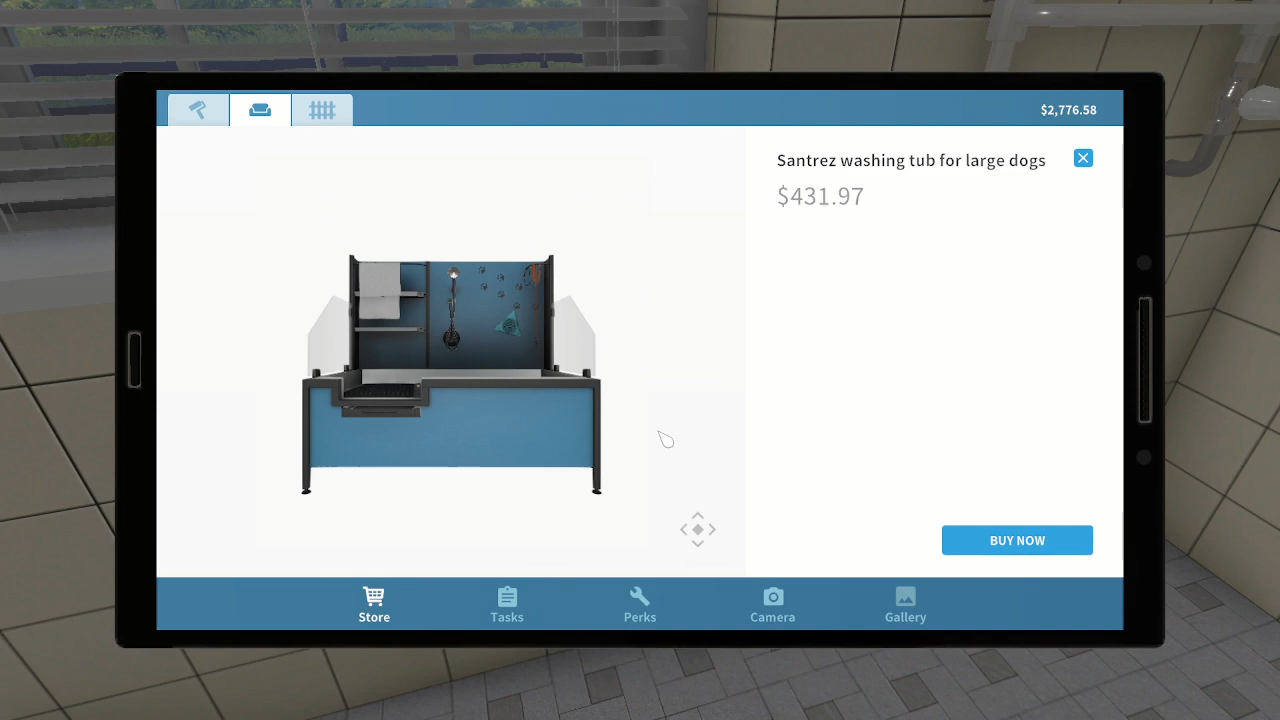 $2,776.58
Santrez washing tub for large dogs
$431.97
BUY NOW
Store
Tasks
Perks
Camera
Gallery